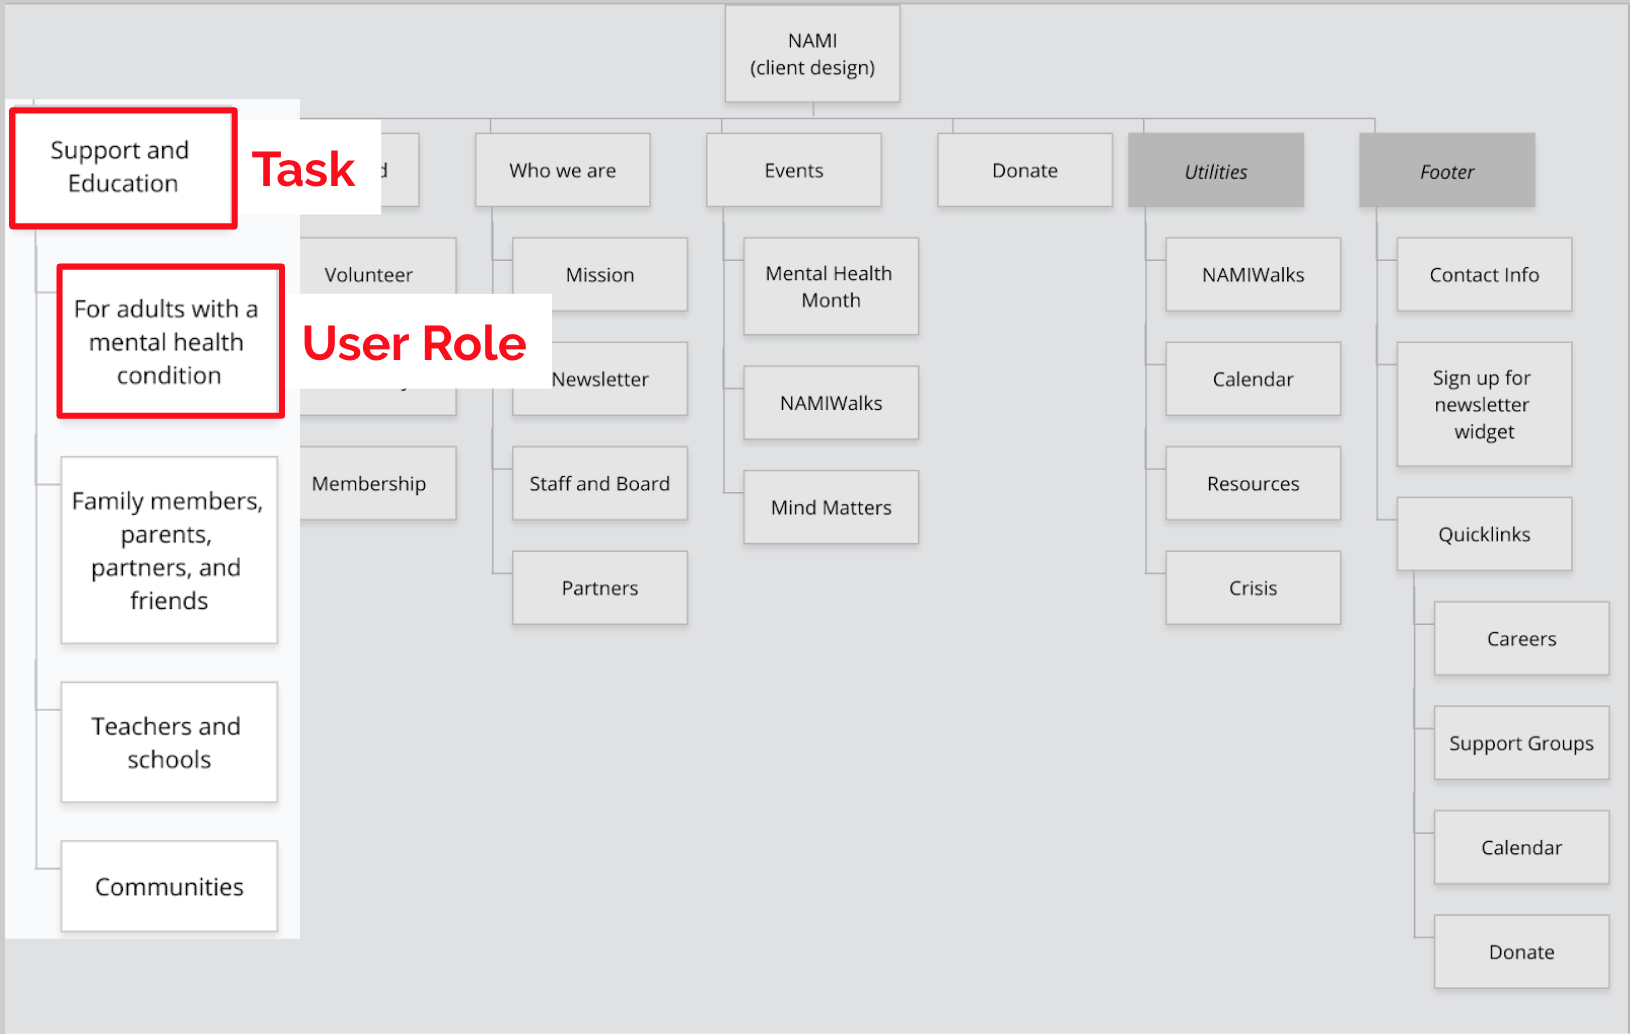 NAMI
(client design)
Support and
Education
Task
For adults with a
mental health
condition
User Role
Family members,
parents,
partners, and
friends
Teachers and
schools
Communities
Volunteer
Membership
Who we are
Mission
Newsletter
Staff and Board
Partners
Events
Mental Health
Month
NAMIWalks
Mind Matters
Donate
Utilities
NAMIWalks
Calendar
Resources
Crisis
Footer
Contact Info
Sign up for
newsletter
widget
Quicklinks
Careers
Support Groups
Calendar
Donate